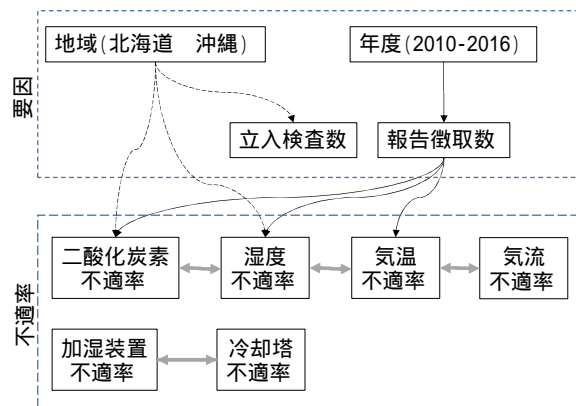 地域(北海道　沖縄)
年度(2010-2016)
要因
立入検査数
報告徴取数
不適率
二酸化炭素
不適率
湿度
不適率
気温
不適率
気流
不適率
加湿装置
不適率
冷却塔
不適率